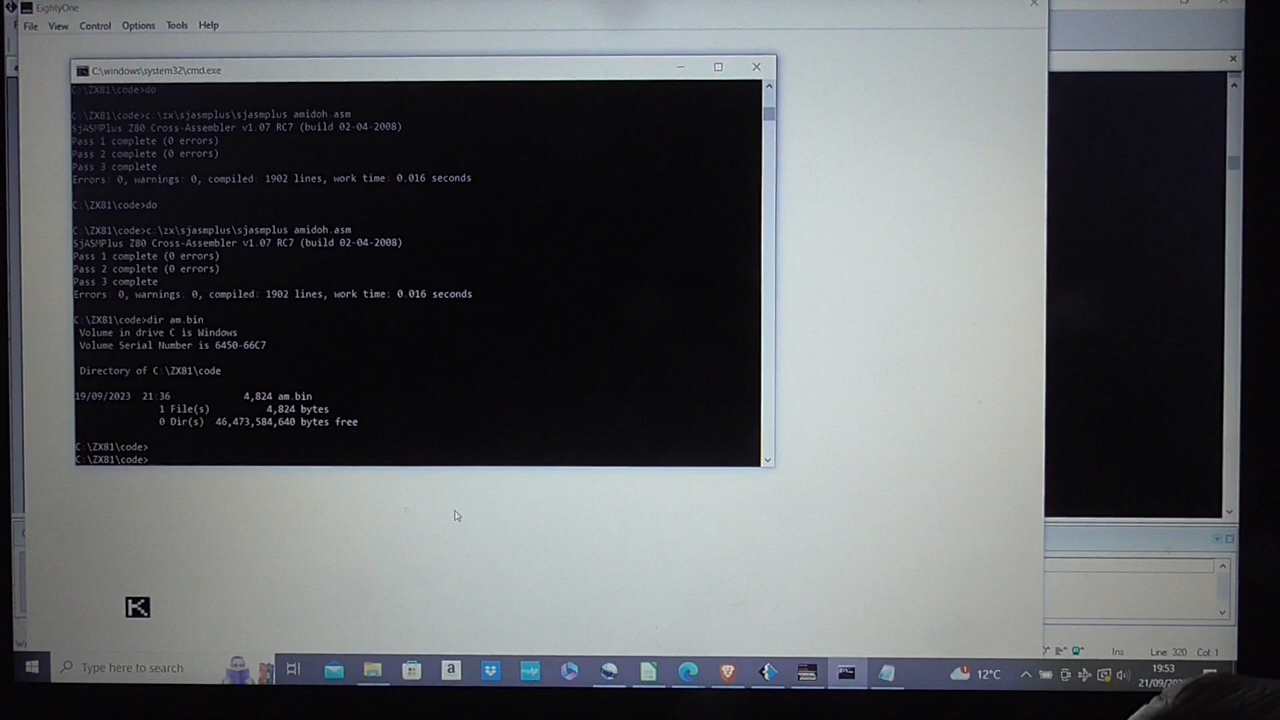 EightyOne
File View Control Options Tools Help
C:\windows\system32\cmd.exe
C:\ZX81\code>do
C:\ZX81\code>c:\zx\sjasmplus\sjasmplus amidoh.asm
SjASMPlus Z80 Cross-Assembler v1.07 RC7 (build 02-04-2008)
Pass 1 complete (0 errors)
Pass 2 complete (0 errors)
Pass 3 complete
Errors: 0, warnings: 0, compiled: 1902 lines, work time: 0.016 seconds
C:\ZX81\code>do
C:\ZX81\code>c:\zx\sjasmplus\sjasmplus amidoh.asm
SjASMPlus Z80 Cross-Assembler v1.07 RC7 (build 02-04-2008)
Pass 1 complete (0 errors)
Pass 2 complete (0 errors)
Pass 3 complete
Errors: 0, warnings: 0, compiled: 1902 lines, work time: 0.016 seconds
C:\ZX81\code>dir am.bin
Volume in drive C is Windows
Volume Serial Number is 6450-66C7
Directory of C:\ZX81\code
19/09/2023 21:36 4,824 am.bin
1 File(s) 4,824 bytes
0 Dir(s) 46,473,584,640 bytes free
C:\ZX81\code>
C:\ZX81\code>
K
Ins Line: 320 Col: 1
Type here to search
a
12°C
19:53
21/09/